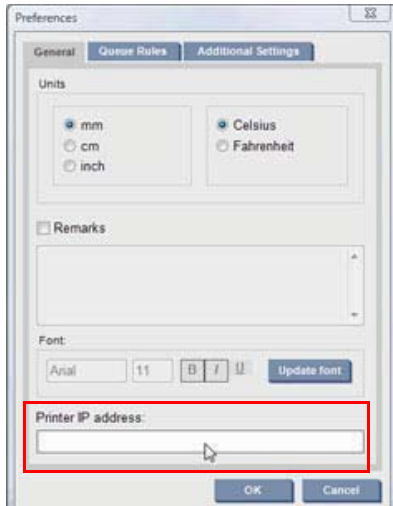 Preferences
General Queue Rules Additional Settings
Units
mm Celsius
cm Fahrenheit
inch
Remarks
Font:
Arial 11 B I U Update font
Printer IP address:
OK Cancel